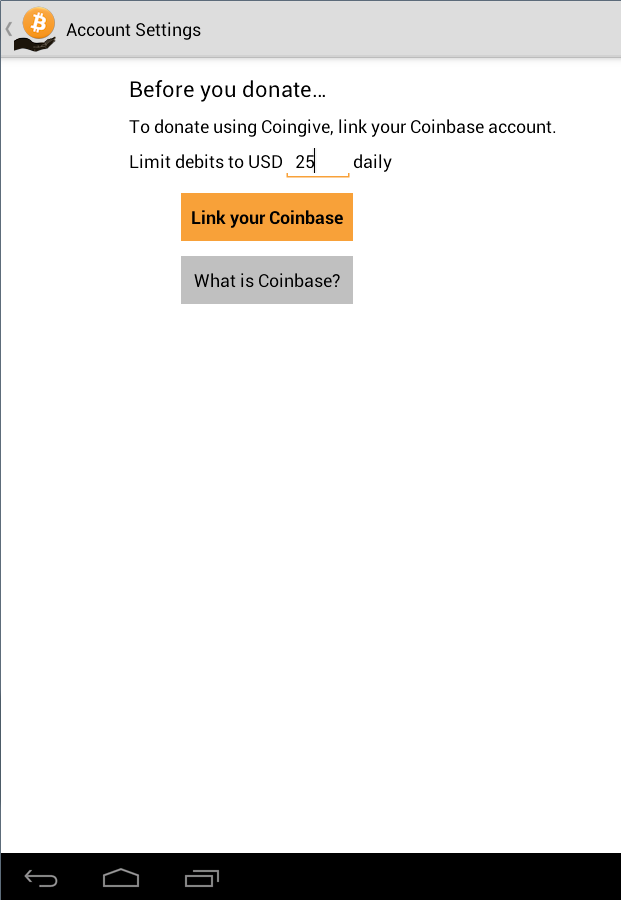 Account Settings
Before you donate...
To donate using Coingive, link your Coinbase account.
Limit debits to USD 25 daily
Link your Coinbase
What is Coinbase?